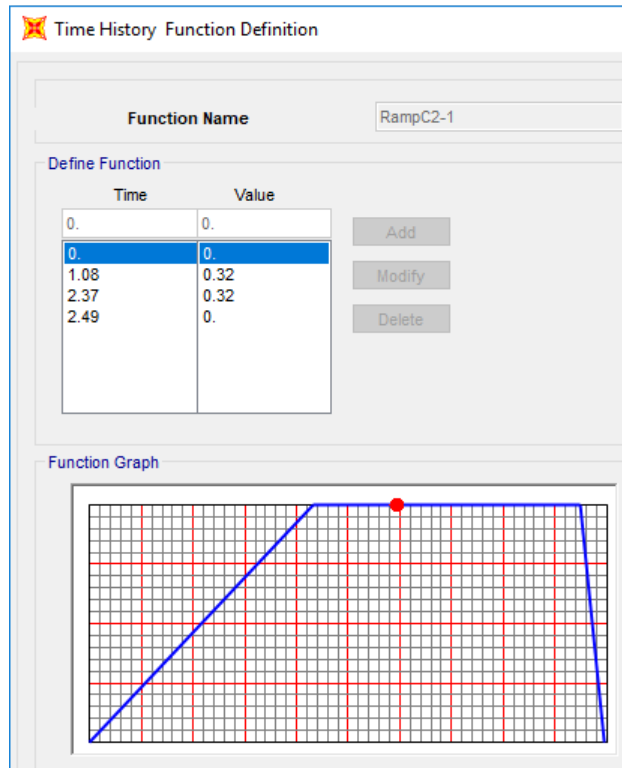 Time History Function Definition
Function Name RampC2-1
Define Function
Time Value
0. 0. Add
0. 0.
1.08 0.32 Modify
2.37 0.32
2.49 0. Delete
Function Graph